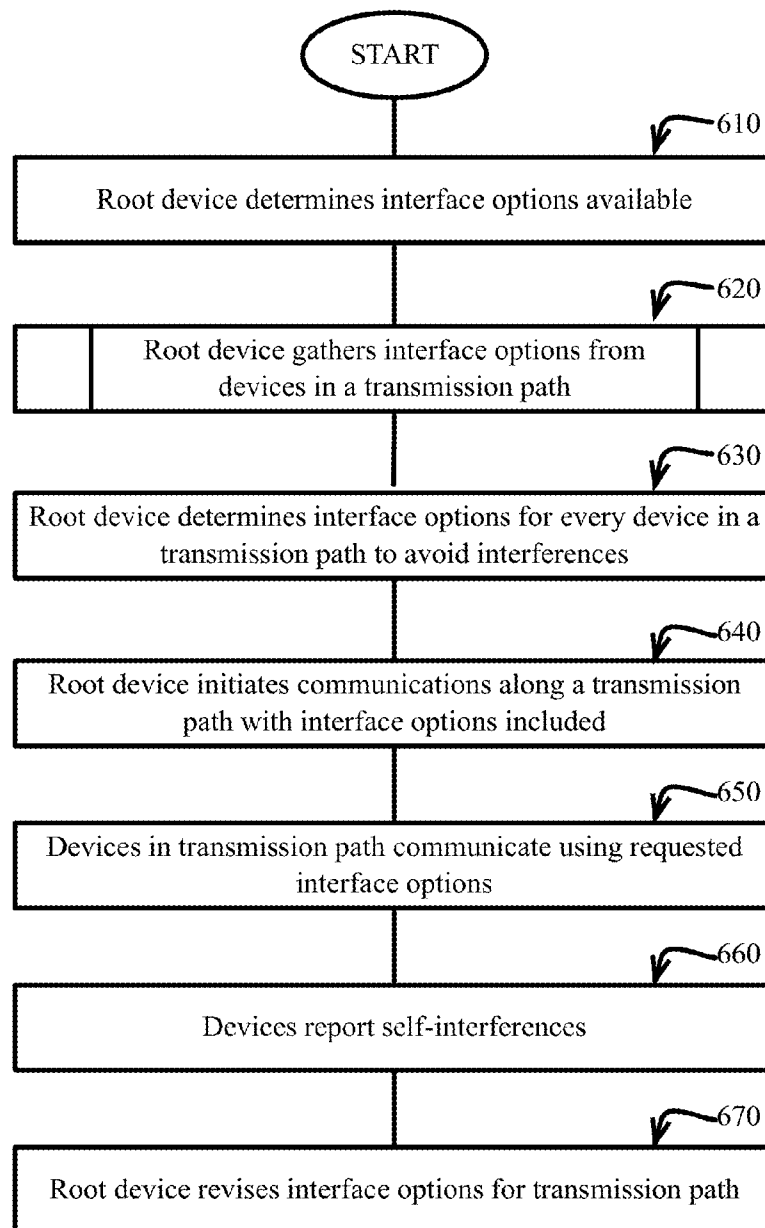 START
610
Root device determines interface options available
620
Root device gathers interface options from
devices in a transmission path
630
Root device determines interface options for every device in a
transmission path to avoid interferences
640
Root device initiates communications along a transmission
path with interface options included
650
Devices in transmission path communicate using requested
interface options
660
Devices report self-interferences
670
Root device revises interface options for transmission path